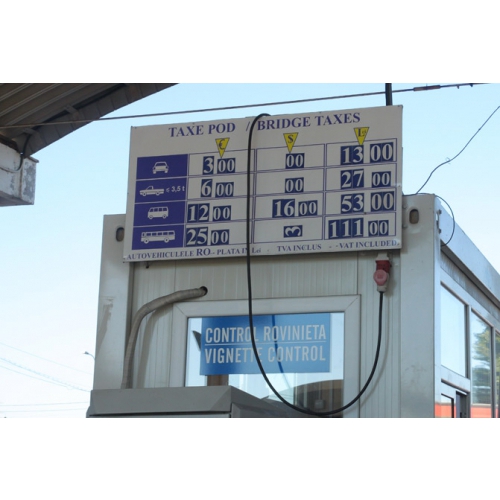 TAXE POD / BRIDGE TAXES
€ $ Lei
3 00 00 13 00
≤ 3,5 t 6 00 00 27 00
12 00 16 00 53 00
25 00 3 111 00
AUTOVEHICULELE RO - PLATA IN Lei TVA INCLUS - VAT INCLUDED
CONTROL ROVINIETA
VIGNETTE CONTROL